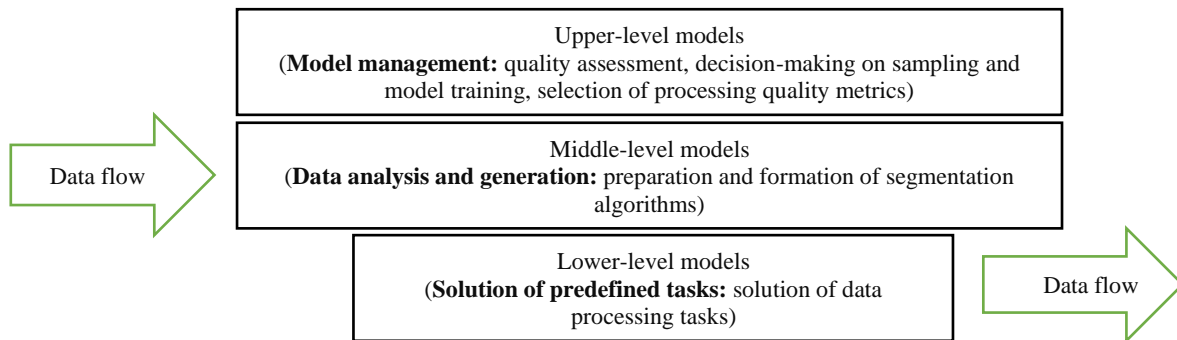 Upper-level models
(Model management: quality assessment, decision-making on sampling and
model training, selection of processing quality metrics)
Data flow
Middle-level models
(Data analysis and generation: preparation and formation of segmentation
algorithms)
Lower-level models
(Solution of predefined tasks: solution of data
processing tasks)
Data flow